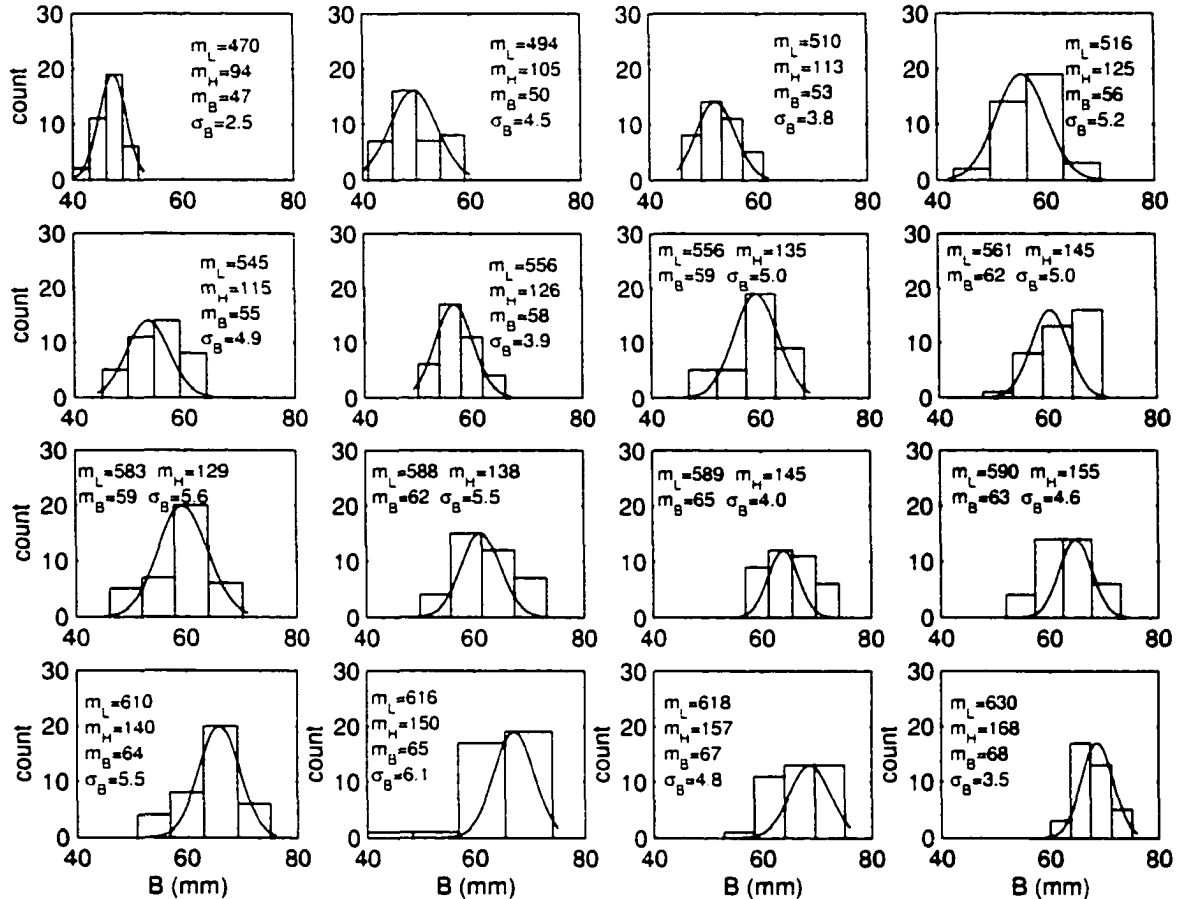 30
20
10
0
count
m_L=470
m_H=94
m_B=47
σ_B=2.5
40 60 80
30
20
10
0
m_L=494
m_H=105
m_B=50
σ_B=4.5
40 60 80
30
20
10
0
m_L=510
m_H=113
m_B=53
σ_B=3.8
40 60 80
30
20
10
0
m_L=516
m_H=125
m_B=56
σ_B=5.2
40 60 80
30
20
10
0
count
m_L=545
m_H=115
m_B=55
σ_B=4.9
40 60 80
30
20
10
0
m_L=556
m_H=126
m_B=58
σ_B=3.9
40 60 80
30
20
10
0
m_L=556 m_H=135
m_B=59 σ_B=5.0
40 60 80
30
20
10
0
m_L=561 m_H=145
m_B=62 σ_B=5.0
40 60 80
30
20
10
0
count
m_L=583 m_H=129
m_B=59 σ_B=5.6
40 60 80
30
20
10
0
m_L=588 m_H=138
m_B=62 σ_B=5.5
40 60 80
30
20
10
0
count
m_L=589 m_H=145
m_B=65 σ_B=4.0
40 60 80
30
20
10
0
count
m_L=590 m_H=155
m_B=63 σ_B=4.6
40 60 80
30
20
10
0
count
m_L=610
m_H=140
m_B=64
σ_B=5.5
40 60 80
B (mm)
30
20
10
0
count
m_L=616
m_H=150
m_B=65
σ_B=6.1
40 60 80
B (mm)
30
20
10
0
count
m_L=618
m_H=157
m_B=67
σ_B=4.8
40 60 80
B (mm)
30
20
10
0
count
m_L=630
m_H=168
m_B=68
σ_B=3.5
40 60 80
B (mm)